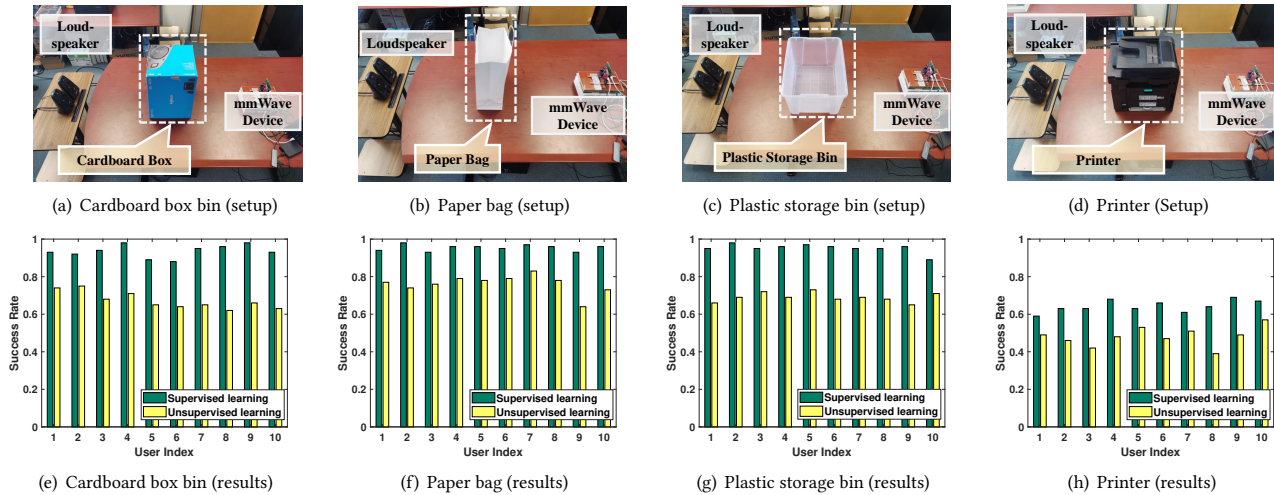 Loud-
speaker
mmWave
Device
Cardboard Box
Loudspeaker
mmWave
Device
Paper Bag
Loud-
speaker
mmWave
Device
Plastic Storage Bin
Loud-
speaker
mmWave
Device
Printer
(a) Cardboard box bin (setup)
(b) Paper bag (setup)
(c) Plastic storage bin (setup)
(d) Printer (Setup)
1
0.8
0.6
0.4
0.2
0
Success Rate
Supervised learning
Unsupervised learning
1 2 3 4 5 6 7 8 9 10
User Index
1
0.8
0.6
0.4
0.2
0
Success Rate
Supervised learning
Unsupervised learning
1 2 3 4 5 6 7 8 9 10
User Index
1
0.8
0.6
0.4
0.2
0
Success Rate
Supervised learning
Unsupervised learning
1 2 3 4 5 6 7 8 9 10
User Index
1
0.8
0.6
0.4
0.2
0
Success Rate
Supervised learning
Unsupervised learning
1 2 3 4 5 6 7 8 9 10
User Index
(e) Cardboard box bin (results)
(f) Paper bag (results)
(g) Plastic storage bin (results)
(h) Printer (results)